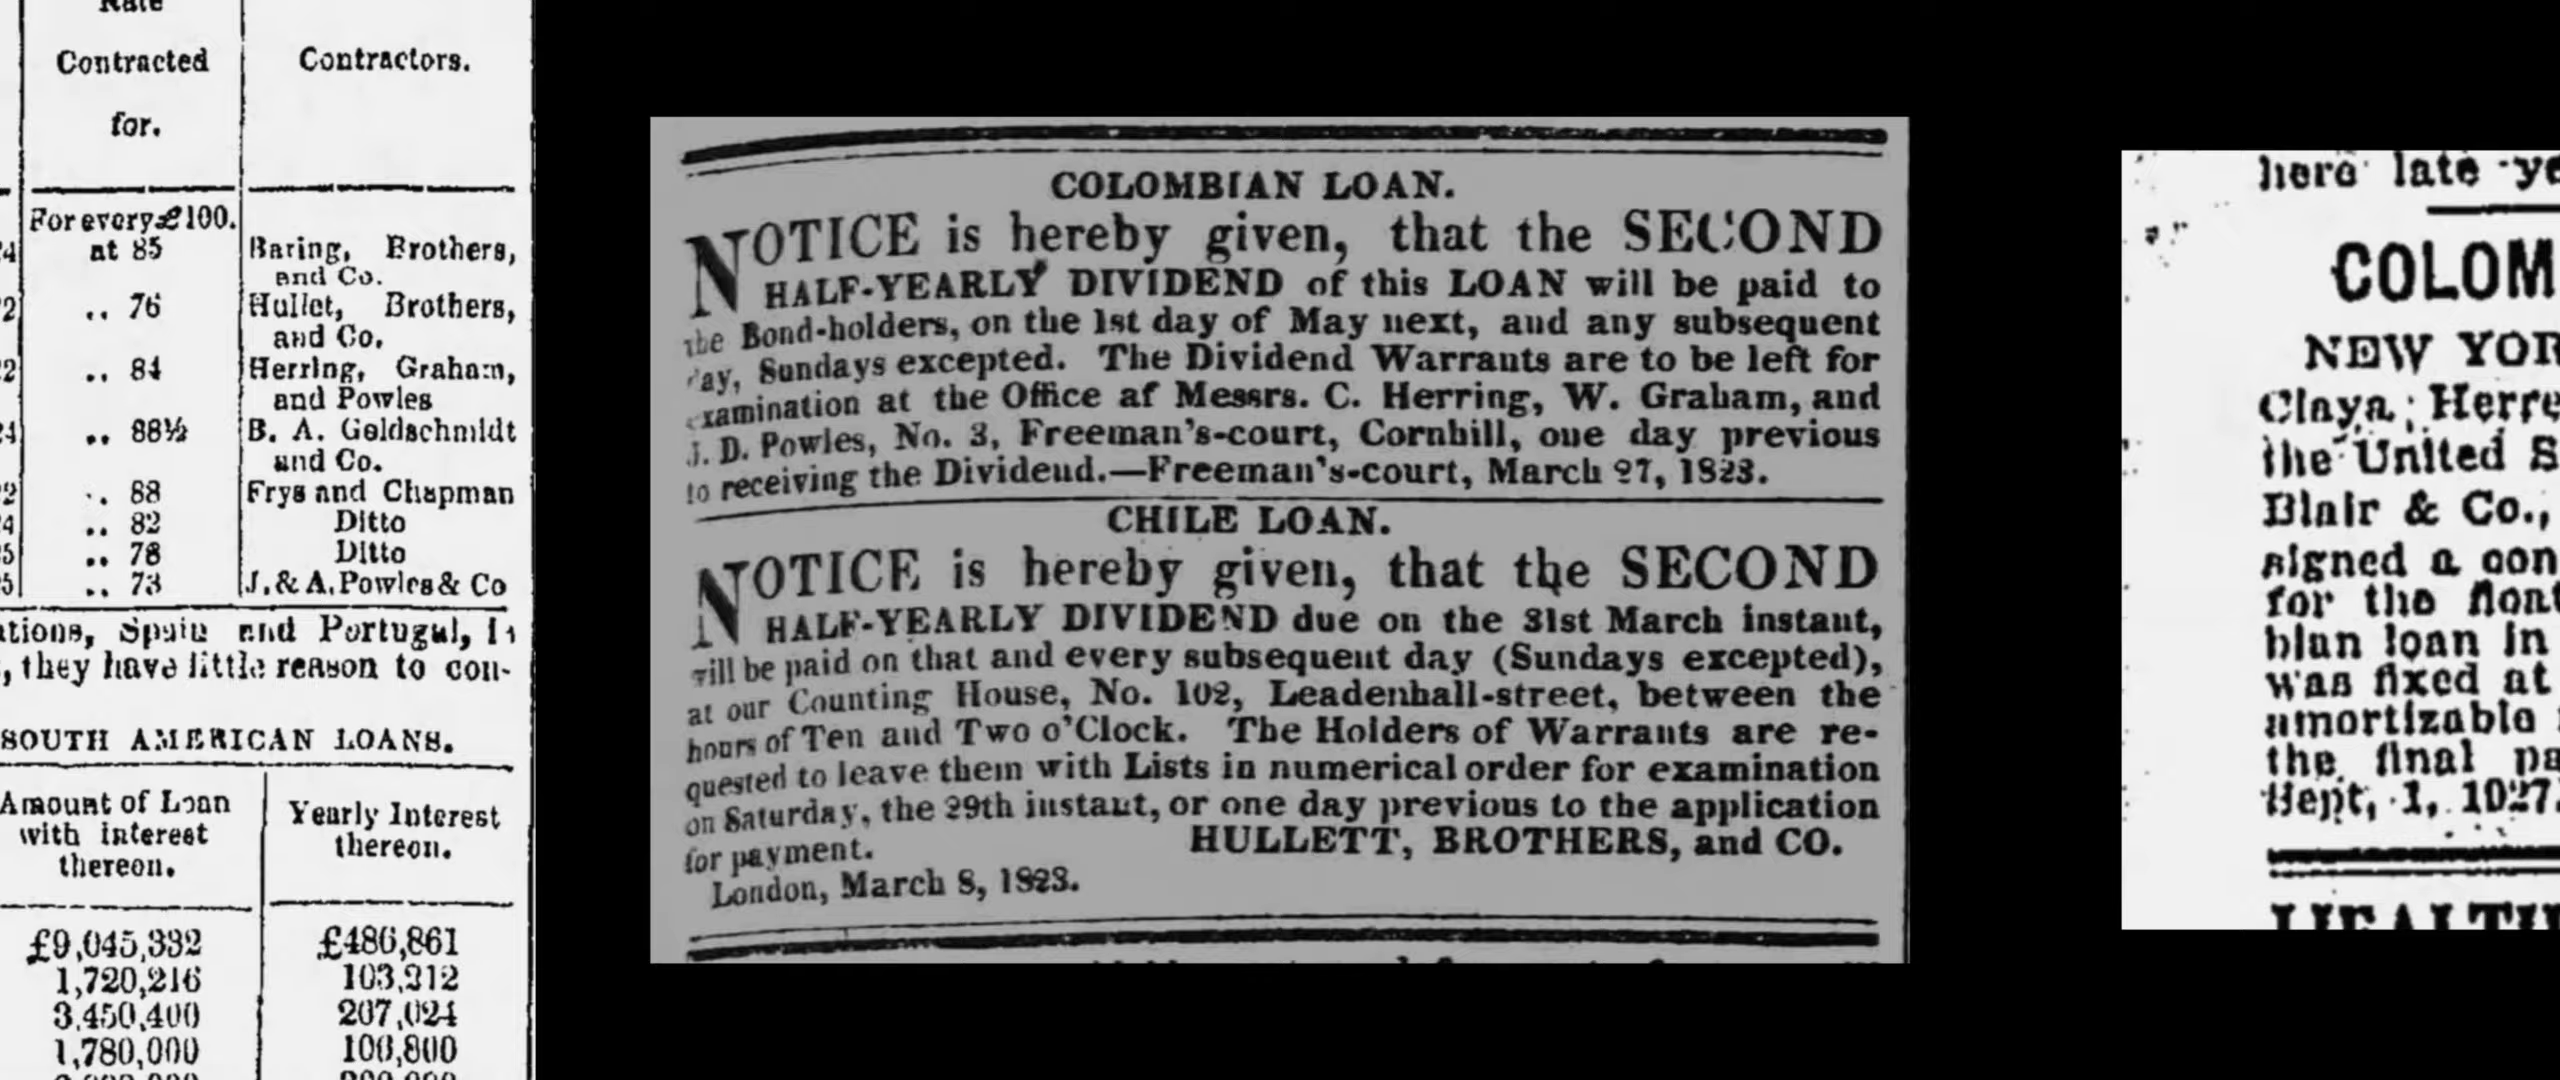 Rate
Contracted
for.
Contractors.
For every £100.
at 85
Baring, Brothers,
and Co.
.. 76
Hullet, Brothers,
and Co.
.. 84
Herring, Graham,
and Powles
.. 88½
B. A. Goldschmidt
and Co.
.. 88
Frys and Chapman
.. 82
Ditto
.. 78
Ditto
.. 73
J. & A. Powles & Co
Spain and Portugal,
, they have little reason to con-
SOUTH AMERICAN LOANS.
Amount of Loan
with interest
thereon.
Yearly Interest
thereon.
£9,045,332
£486,861
1,720,216
103,212
3,450,400
207,024
1,780,000
106,800
COLOMBIAN LOAN.
NOTICE is hereby given, that the SECOND
HALF-YEARLY DIVIDEND of this LOAN will be paid to
the Bond-holders, on the 1st day of May next, and any subsequent
ay, Sundays excepted. The Dividend Warrants are to be left for
xamination at the Office af Messrs. C. Herring, W. Graham, and
J. D. Powles, No. 3, Freeman's-court, Cornhill, one day previous
to receiving the Dividend.—Freeman's-court, March 27, 1823.
CHILE LOAN.
NOTICE is hereby given, that the SECOND
HALF-YEARLY DIVIDEND due on the 31st March instant,
will be paid on that and every subsequent day (Sundays excepted),
at our Counting House, No. 102, Leadenhall-street, between the
hours of Ten and Two o'Clock. The Holders of Warrants are re-
quested to leave them with Lists in numerical order for examination
on Saturday, the 29th instant, or one day previous to the application
for payment. HULLETT, BROTHERS, and CO.
London, March 8, 1823.
here late ye
COLOM
NEW YOR
Claya, Herre
the United S
Blair & Co.,
signed a con
for the float
bian loan in
was fixed at
amortizable
the final pa
Sept. 1, 1027